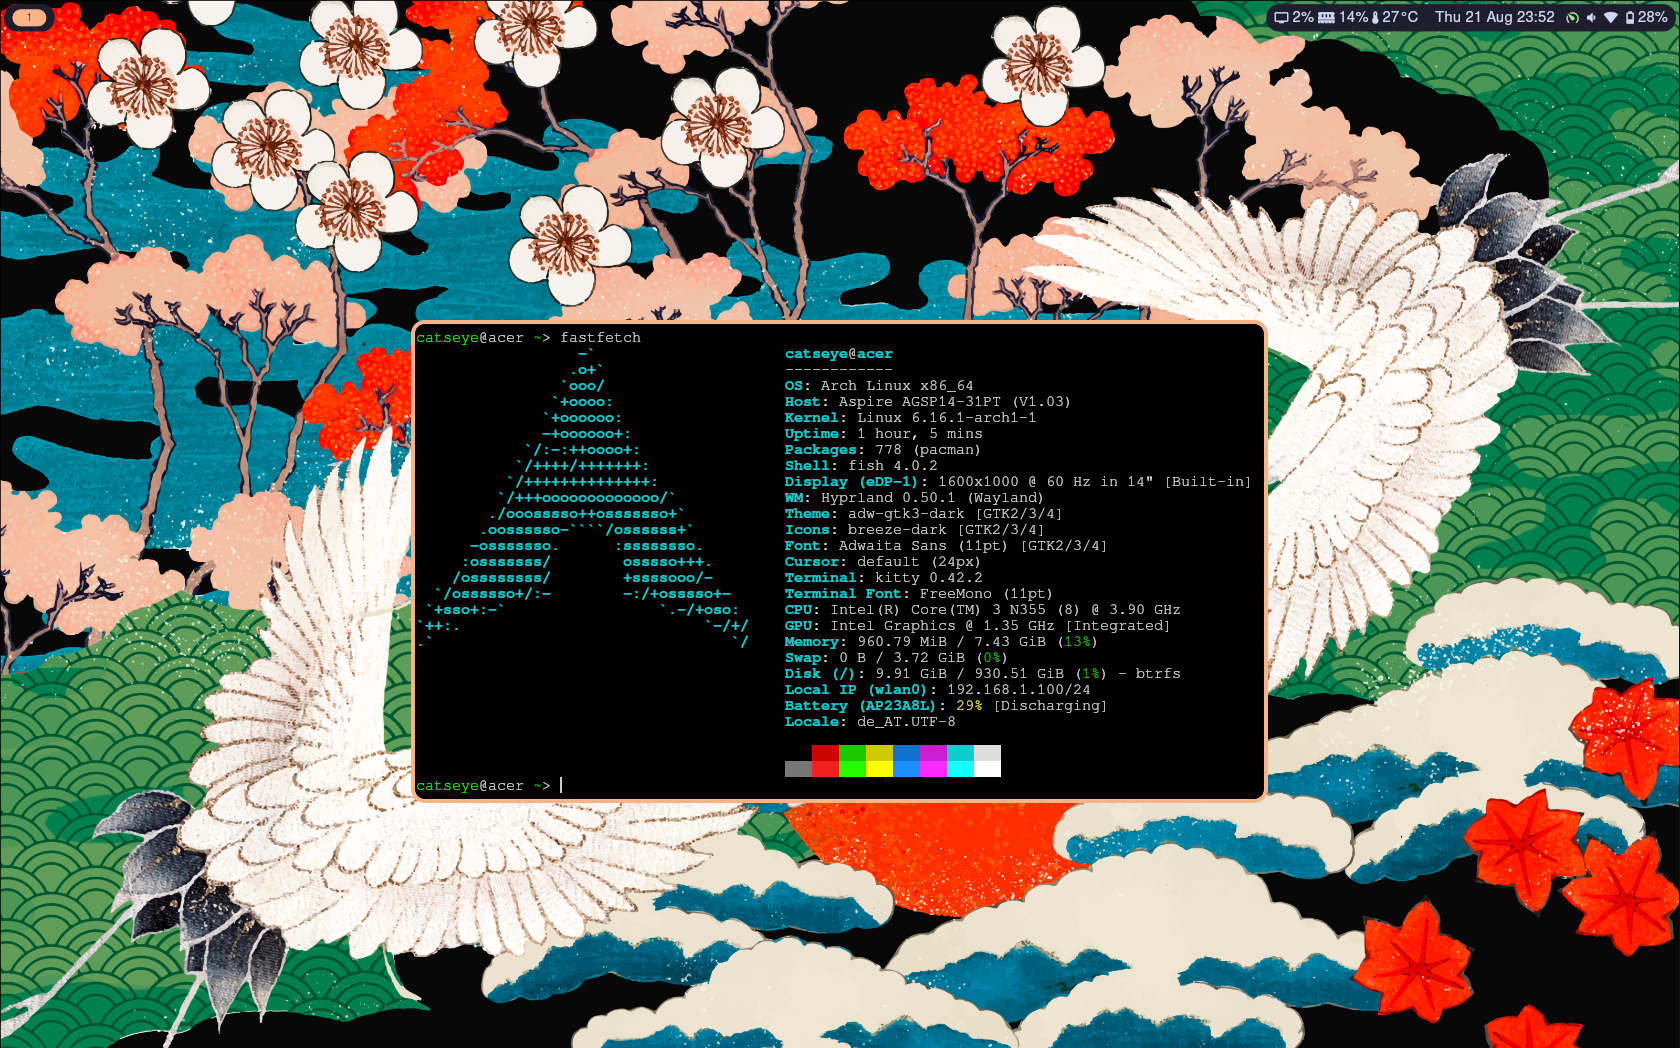 1
2% 14% 27°C Thu 21 Aug 23:52 28%
catseye@acer ~> fastfetch
-`
.o+`
`ooo/
`+oooo:
`+oooooo:
-+oooooo+:
`/:-:++oooo+:
`/++++/+++++++:
`/++++++++++++++:
`/+++ooooooooooooo/`
./ooosssso++osssssso+`
.oossssso-````/ossssss+`
-osssssso. :ssssssso.
:osssssss/ osssso+++.
/ossssssss/ +ssssooo/-
`/ossssso+/:- -:/+osssso+-
`+sso+:-` `.-/+oso:
`++:. `-/+/
.` `/
catseye@acer
------------
OS: Arch Linux x86_64
Host: Aspire AGSP14-31PT (V1.03)
Kernel: Linux 6.16.1-arch1-1
Uptime: 1 hour, 5 mins
Packages: 778 (pacman)
Shell: fish 4.0.2
Display (eDP-1): 1600x1000 @ 60 Hz in 14" [Built-in]
WM: Hyprland 0.50.1 (Wayland)
Theme: adw-gtk3-dark [GTK2/3/4]
Icons: breeze-dark [GTK2/3/4]
Font: Adwaita Sans (11pt) [GTK2/3/4]
Cursor: default (24px)
Terminal: kitty 0.42.2
Terminal Font: FreeMono (11pt)
CPU: Intel(R) Core(TM) 3 N355 (8) @ 3.90 GHz
GPU: Intel Graphics @ 1.35 GHz [Integrated]
Memory: 960.79 MiB / 7.43 GiB (13%)
Swap: 0 B / 3.72 GiB (0%)
Disk (/): 9.91 GiB / 930.51 GiB (1%) - btrfs
Local IP (wlan0): 192.168.1.100/24
Battery (AP23A8L): 29% [Discharging]
Locale: de_AT.UTF-8
catseye@acer ~>